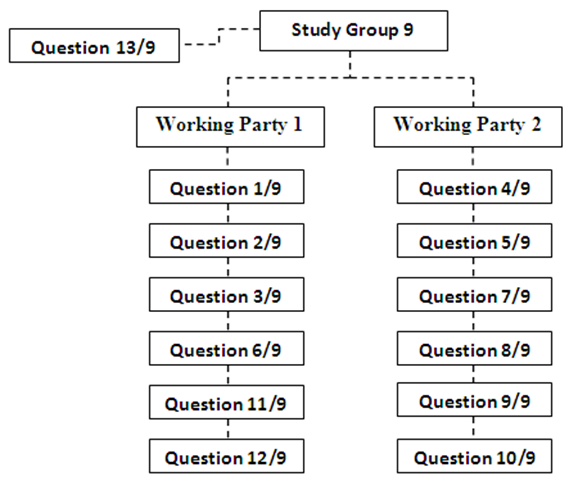 Study Group 9
Question 13/9
Working Party 1
Working Party 2
Question 1/9
Question 4/9
Question 2/9
Question 5/9
Question 3/9
Question 7/9
Question 6/9
Question 8/9
Question 11/9
Question 9/9
Question 12/9
Question 10/9